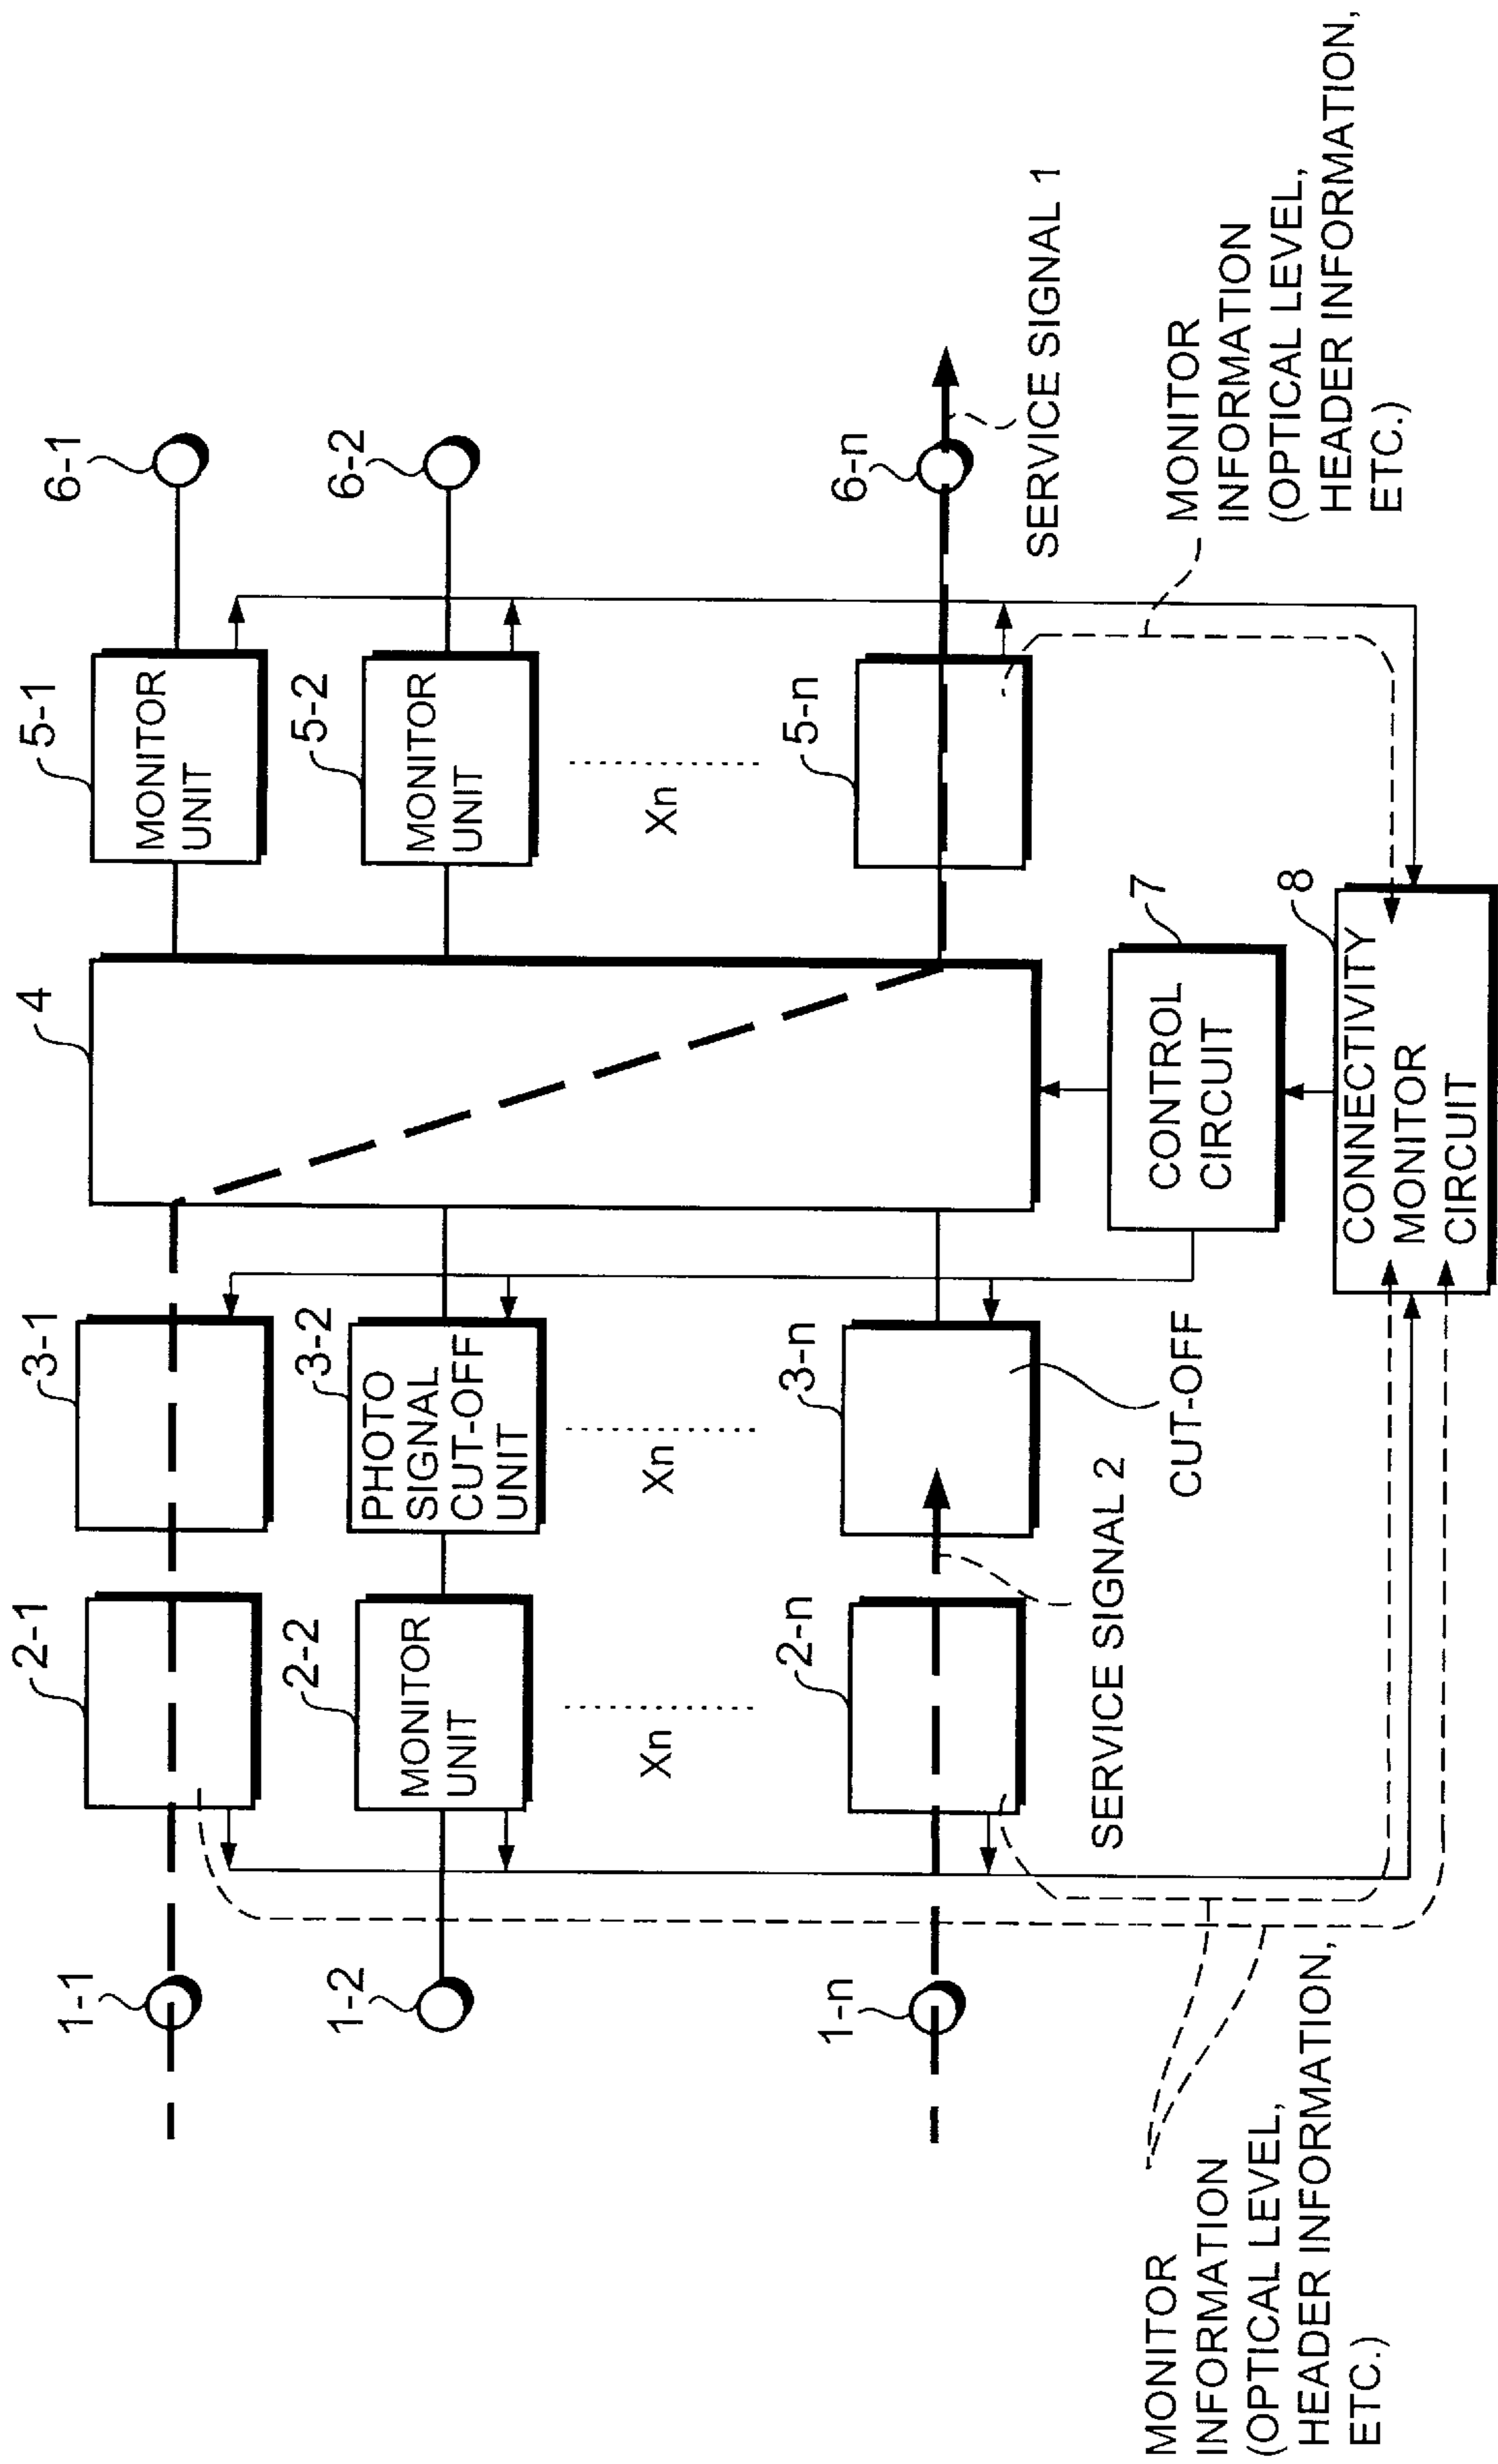 1-1
2-1
3-1
4
5-1
MONITOR
UNIT
6-1
1-2
2-2
MONITOR
UNIT
3-2
PHOTO
SIGNAL
CUT-OFF
UNIT
5-2
MONITOR
UNIT
6-2
Xn
Xn
Xn
1-n
2-n
3-n
5-n
6-n
SERVICE SIGNAL 2
CUT-OFF
SERVICE SIGNAL 1
7
CONTROL
CIRCUIT
8
CONNECTIVITY
MONITOR
CIRCUIT
MONITOR
INFORMATION
(OPTICAL LEVEL,
HEADER INFORMATION,
ETC.)
MONITOR
INFORMATION
(OPTICAL LEVEL,
HEADER INFORMATION,
ETC.)